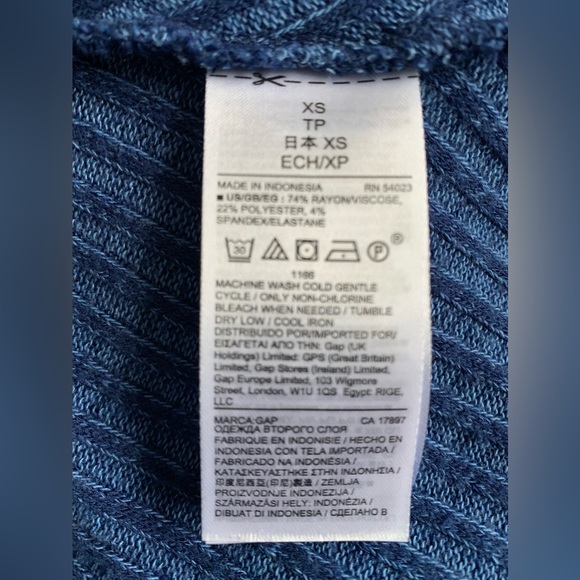 XS
TP
日本 XS
ECH/XP
MADE IN INDONESIA RN 54023
■ US/GB/EG : 74% RAYON/VISCOSE,
22% POLYESTER, 4%
SPANDEX/ELASTANE
30 P ®
1166
MACHINE WASH COLD GENTLE
CYCLE / ONLY NON-CHLORINE
BLEACH WHEN NEEDED / TUMBLE
DRY LOW / COOL IRON
DISTRIBUIDO POR/IMPORTED FOR/
ΕΙΣΑΓΕΤΑΙ ΑΠΟ ΤΗΝ: Gap (UK
Holdings) Limited: GPS (Great Britain)
Limited, Gap Stores (Ireland) Limited,
Gap Europe Limited, 103 Wigmore
Street, London, W1U 1QS Egypt: RIGE,
LLC
MARCA:GAP CA 17897
ОДЕЖДА ВТОРОГО СЛОЯ
FABRIQUE EN INDONISIE / HECHO EN
INDONESIA CON TELA IMPORTADA /
FABRICADO NA INDONÉSIA /
ΚΑΤΑΣΚΕΥΑΣΤΗΚΕ ΣΤΗΝ ΙΝΔΟΝΗΣΙΑ /
印度尼西亞(印尼)製造 / ZEMLJA
PROIZVODNJE INDONEZIJA /
SZÁRMAZÁSI HELY: INDONÉZIA /
DIBUAT DI INDONESIA / СДЕЛАНО В